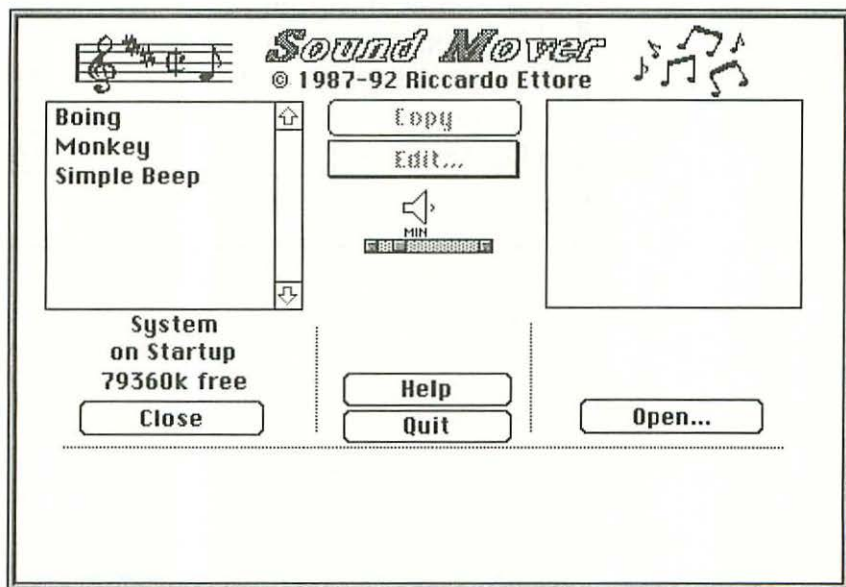 Sound Mover
© 1987-92 Riccardo Ettore
Boing
Monkey
Simple Beep
Copy
Edit...
MIN
System
on Startup
79360k free
Close
Help
Quit
Open...